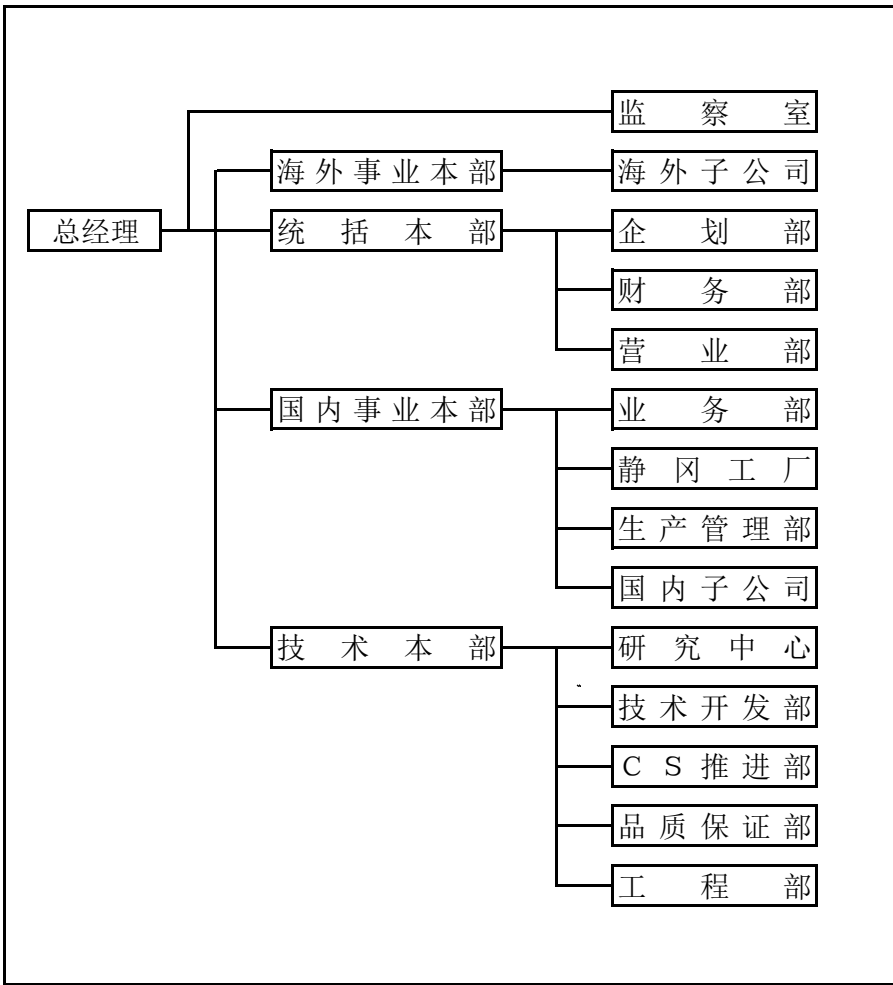 监察室
海外事业本部 海外子公司
总经理 统括本部 企划部
财务部
营业部
国内事业本部 业务部
静冈工厂
生产管理部
国内子公司
技术本部 研究中心
技术开发部
ＣＳ推进部
品质保证部
工程部